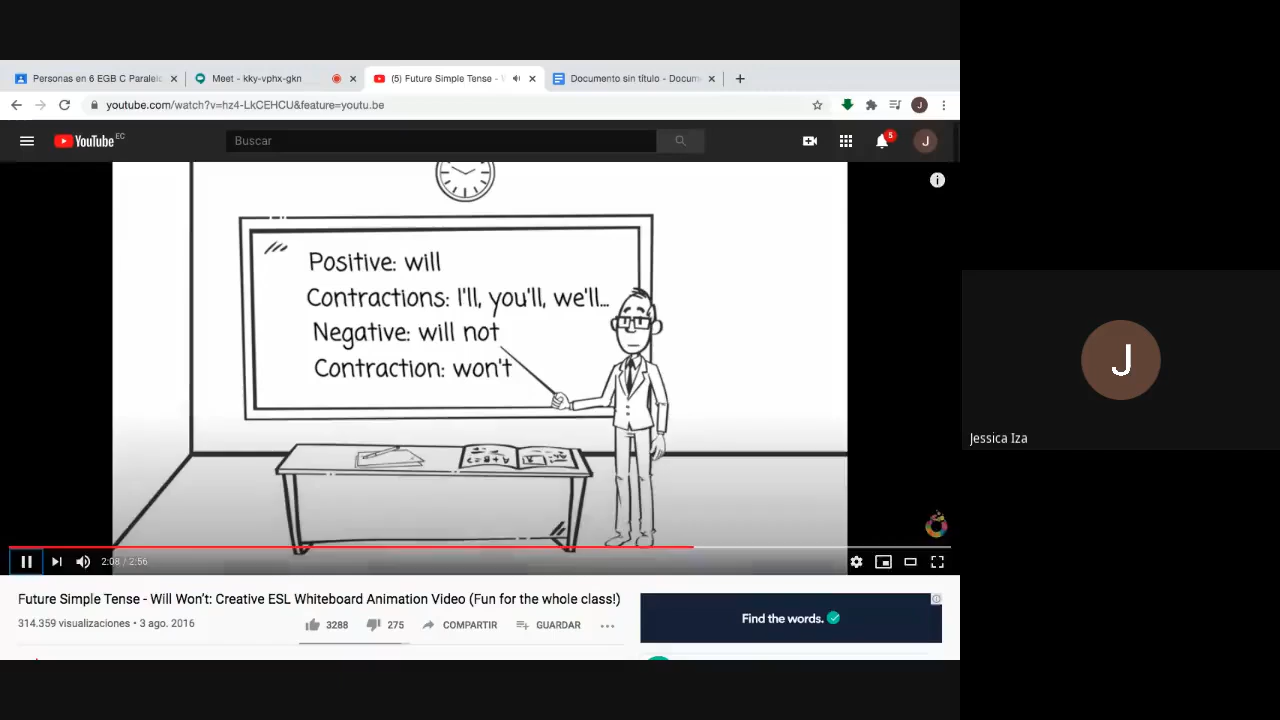 Personas en 6 EGB C Paralelo
Meet - kky-vphx-gkn
(5) Future Simple Tense - W
Documento sin título - Docum
youtube.com/watch?v=hz4-LkCEHCU&feature=youtu.be
J
YouTube EC
Buscar
5
J
Positive: will
Contractions: I'll, you'll, we'll...
Negative: will not
Contraction: won't
2:08 / 2:56
Future Simple Tense - Will Won't: Creative ESL Whiteboard Animation Video (Fun for the whole class!)
314.359 visualizaciones • 3 ago. 2016
3288
275
COMPARTIR
GUARDAR
Find the words.
J
Jessica Iza